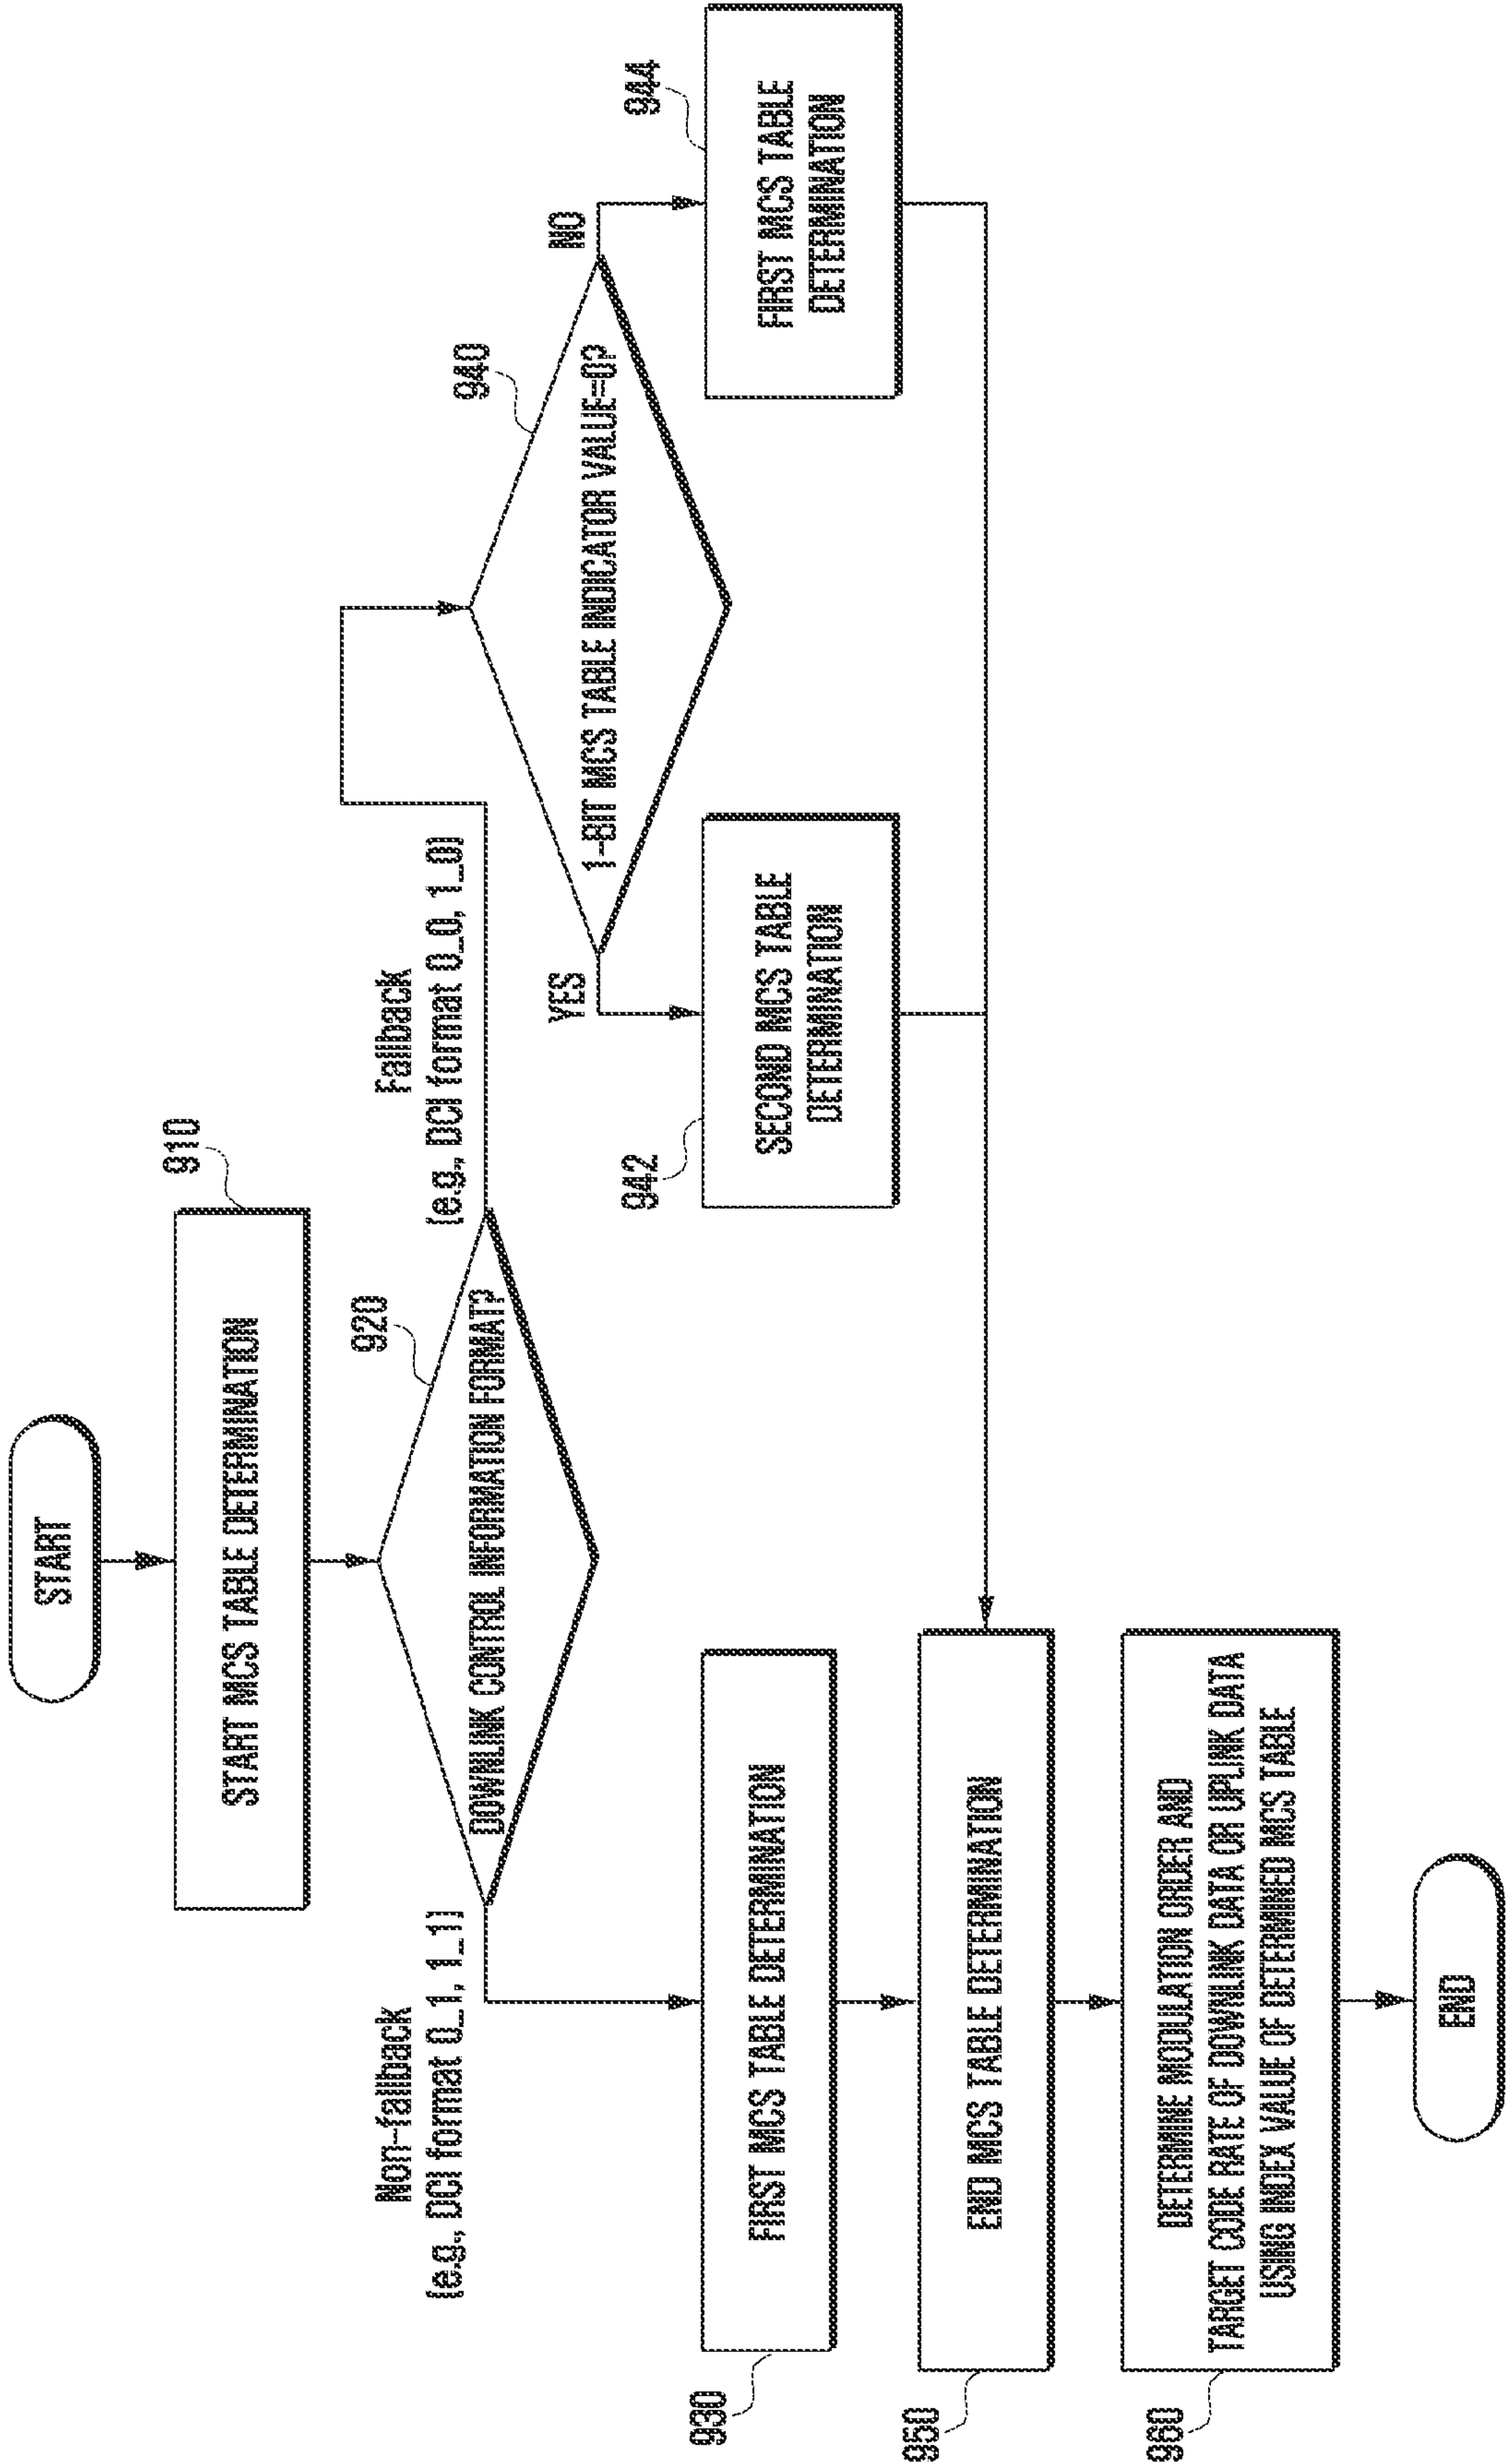 START
910
START MCS TABLE DETERMINATION
920
DOWNLINK CONTROL INFORMATION FORMAT?
Non-fallback
(e.g., DCI format 0_1, 1_1)
Fallback
(e.g., DCI format 0_0, 1_0)
940
1-BIT MCS TABLE INDICATOR VALUE=0?
YES
NO
930
FIRST MCS TABLE DETERMINATION
942
SECOND MCS TABLE
DETERMINATION
944
FIRST MCS TABLE
DETERMINATION
950
END MCS TABLE DETERMINATION
960
DETERMINE MODULATION ORDER AND
TARGET CODE RATE OF DOWNLINK DATA OR UPLINK DATA
USING INDEX VALUE OF DETERMINED MCS TABLE
END